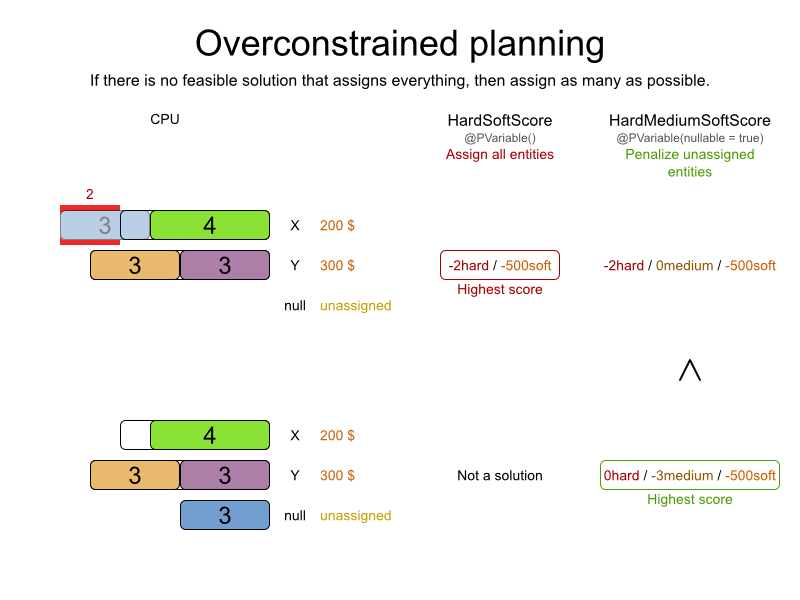 Overconstrained planning
If there is no feasible solution that assigns everything, then assign as many as possible.
CPU
HardSoftScore
HardMediumSoftScore
@PVariable()
@PVariable(nullable = true)
Assign all entities
Penalize unassigned
entities
2
3 4 X 200 $
3 3 Y 300 $ -2hard / -500soft -2hard / 0medium / -500soft
Highest score
null unassigned
4 X 200 $
3 3 Y 300 $ Not a solution 0hard / -3medium / -500soft
Highest score
3 null unassigned